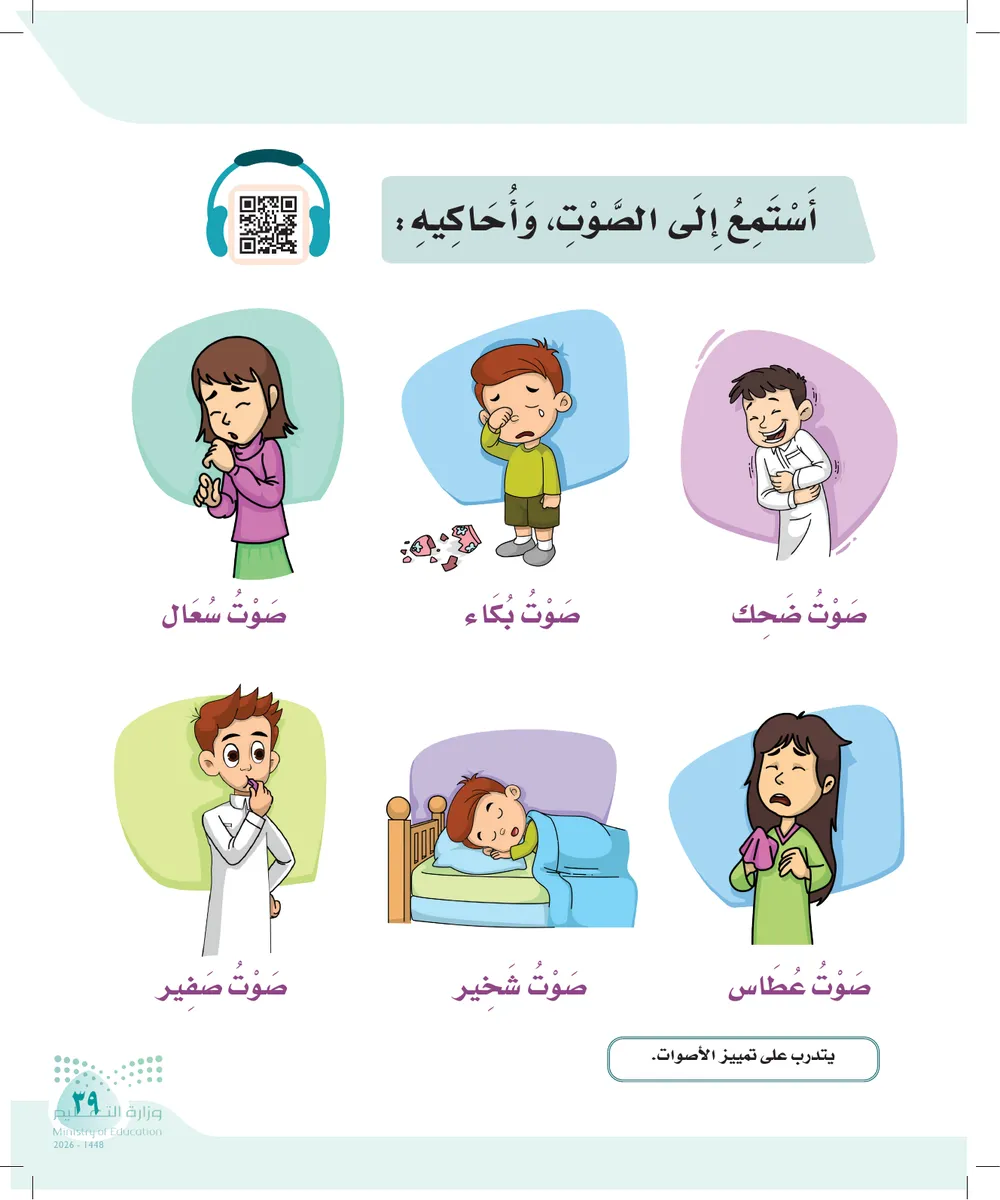 أَسْتَمِعُ إِلَى الصَّوْتِ، وَأُحَاكِيهِ :
صَوْتُ ضَحِك
صَوْتُ بُكَاء
صَوْتُ سُعَال
صَوْتُ عُطَاس
صَوْتُ شَخِير
صَوْتُ صَفِير
يتدرب على تمييز الأصوات.
٣٩
وزارة التعـــليم
Ministry of Education
2026 - 1448